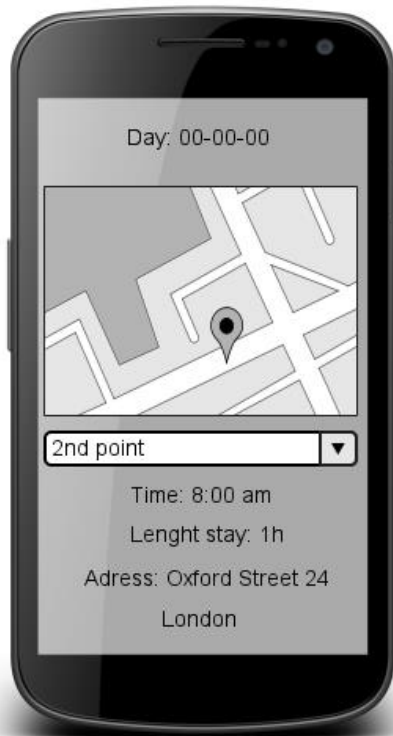 Day: 00-00-00
2nd point
Time: 8:00 am
Lenght stay: 1h
Adress: Oxford Street 24
London